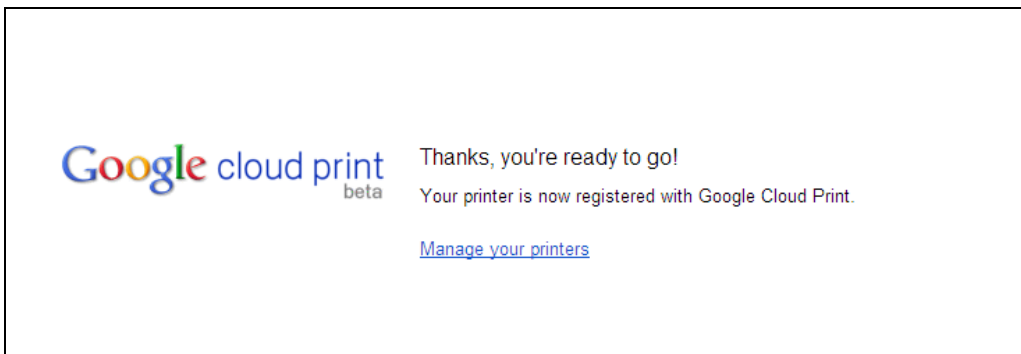 Google cloud print
beta
Thanks, you're ready to go!
Your printer is now registered with Google Cloud Print.
Manage your printers